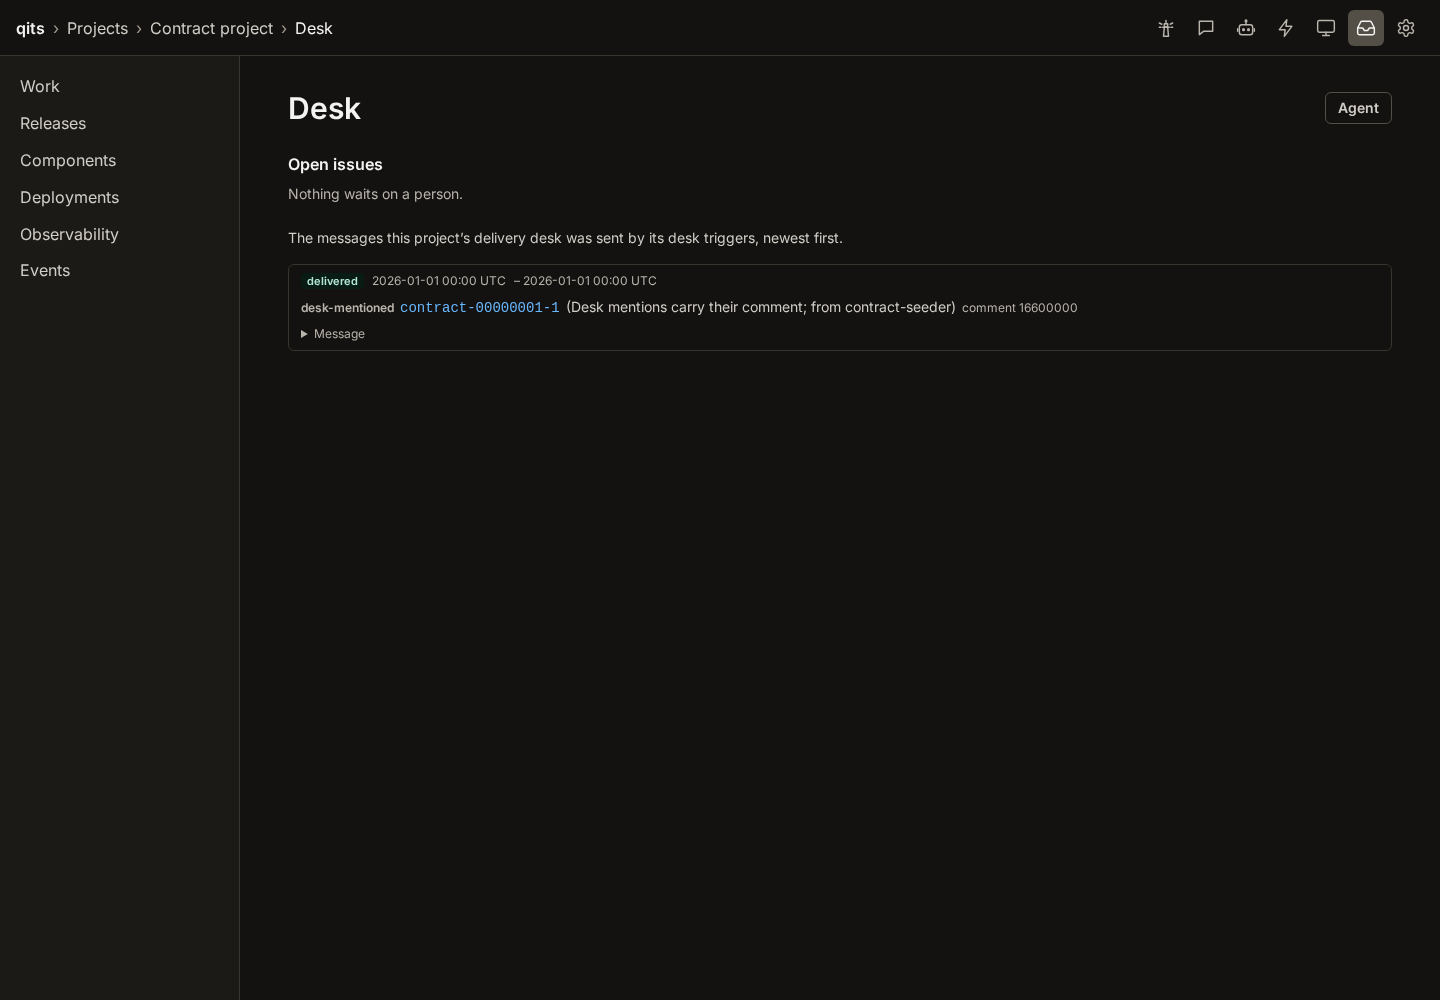 qits › Projects › Contract project › Desk
Work
Releases
Components
Deployments
Observability
Events
Desk
Agent
Open issues
Nothing waits on a person.
The messages this project’s delivery desk was sent by its desk triggers, newest first.
delivered 2026-01-01 00:00 UTC – 2026-01-01 00:00 UTC
desk-mentioned contract-00000001-1 (Desk mentions carry their comment; from contract-seeder) comment 16600000
Message